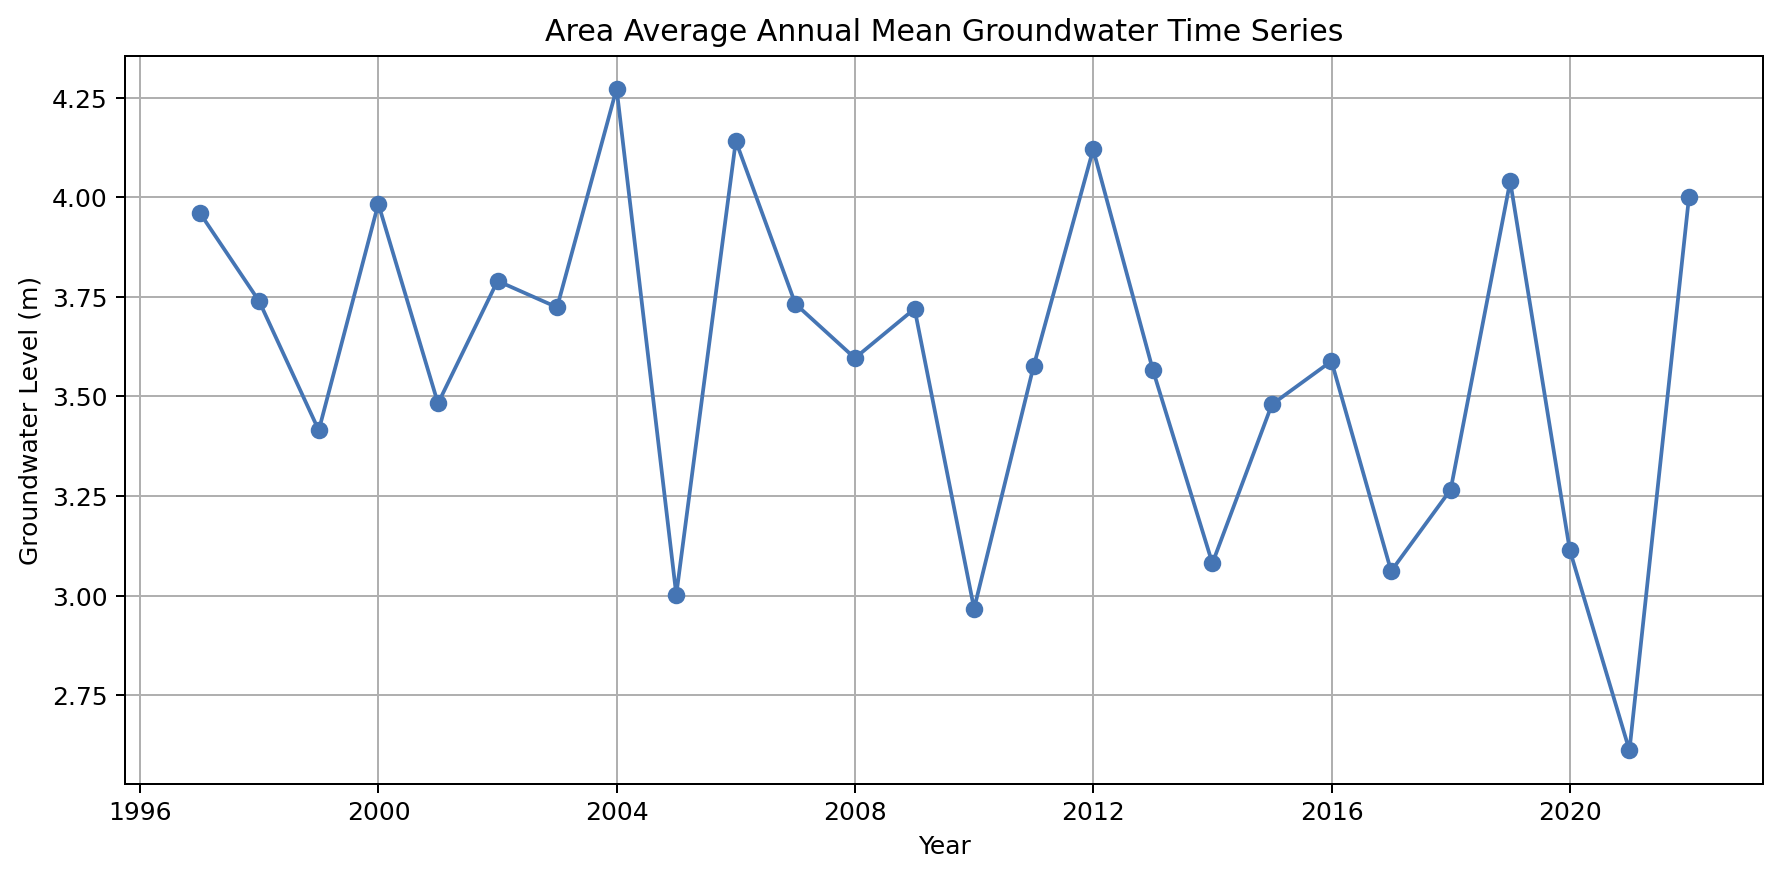 Area Average Annual Mean Groundwater Time Series
Groundwater Level (m)
4.25
4.00
3.75
3.50
3.25
3.00
2.75
1996 2000 2004 2008 2012 2016 2020
Year